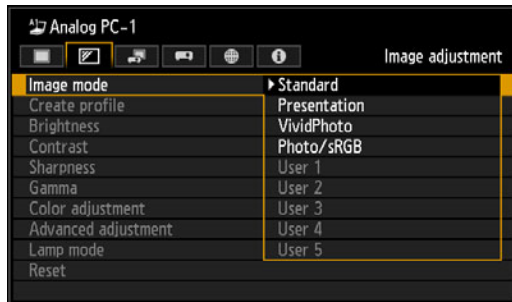 Analog PC-1
Image adjustment
Image mode
Standard
Create profile
Presentation
Brightness
VividPhoto
Contrast
Photo/sRGB
Sharpness
User 1
Gamma
User 2
Color adjustment
User 3
Advanced adjustment
User 4
Lamp mode
User 5
Reset